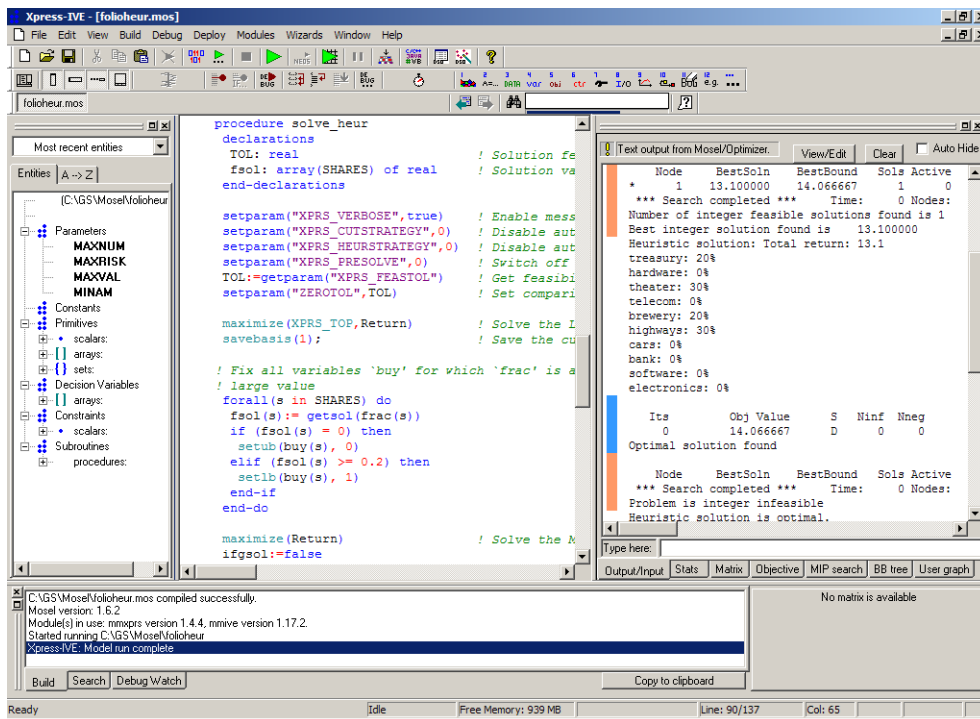 Xpress-IVE - [folioheur.mos]
File Edit View Build Debug Deploy Modules Wizards Window Help
folioheur.mos
Most recent entities
Entities A --> Z
(C:\GS\Mosel\folioheur
Parameters
MAXNUM
MAXRISK
MAXVAL
MINAM
Constants
Primitives
scalars:
arrays:
sets:
Decision Variables
arrays:
Constraints
scalars:
Subroutines
procedures:
procedure solve_heur
declarations
TOL: real ! Solution fe
fsol: array(SHARES) of real ! Solution va
end-declarations
setparam("XPRS_VERBOSE",true) ! Enable mess
setparam("XPRS_CUTSTRATEGY",0) ! Disable aut
setparam("XPRS_HEURSTRATEGY",0) ! Disable aut
setparam("XPRS_PRESOLVE",0) ! Switch off
TOL:=getparam("XPRS_FEASTOL") ! Get feasibi
setparam("ZEROTOL",TOL) ! Set compari
maximize(XPRS_TOP,Return) ! Solve the L
savebasis(1); ! Save the cu
! Fix all variables `buy' for which `frac' is a
! large value
forall(s in SHARES) do
fsol(s):= getsol(frac(s))
if (fsol(s) = 0) then
setub(buy(s), 0)
elif (fsol(s) >= 0.2) then
setlb(buy(s), 1)
end-if
end-do
maximize(Return) ! Solve the M
ifgsol:=false
Text output from Mosel/Optimizer. View/Edit Clear Auto Hide
Node BestSoln BestBound Sols Active
* 1 13.100000 14.066667 1 0
*** Search completed *** Time: 0 Nodes:
Number of integer feasible solutions found is 1
Best integer solution found is 13.100000
Heuristic solution: Total return: 13.1
treasury: 20%
hardware: 0%
theater: 30%
telecom: 0%
brewery: 20%
highways: 30%
cars: 0%
bank: 0%
software: 0%
electronics: 0%
Its Obj Value S Ninf Nneg
0 14.066667 D 0 0
Optimal solution found
Node BestSoln BestBound Sols Active
*** Search completed *** Time: 0 Nodes:
Problem is integer infeasible
Heuristic solution is optimal.
Type here:
Output/Input Stats Matrix Objective MIP search BB tree User graph
C:\GS\Mosel\folioheur.mos compiled successfully.
Mosel version: 1.6.2
Module(s) in use: mmxprs version 1.4.4, mmive version 1.17.2.
Started running C:\GS\Mosel\folioheur
Xpress-IVE: Model run complete
Build Search Debug Watch
Copy to clipboard
No matrix is available
Ready Idle Free Memory: 939 MB Line: 90/137 Col: 65